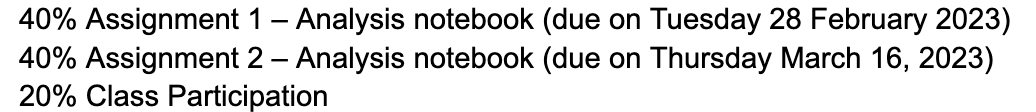 40% Assignment 1 – Analysis notebook (due on Tuesday 28 February 2023)
40% Assignment 2 – Analysis notebook (due on Thursday March 16, 2023)
20% Class Participation